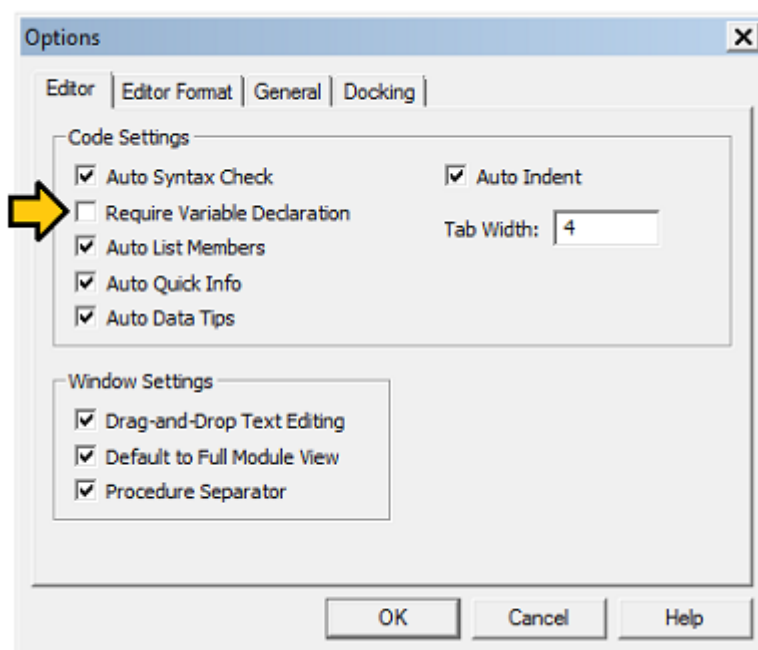 Options
Editor Editor Format General Docking
Code Settings
Auto Syntax Check
Require Variable Declaration
Auto List Members
Auto Quick Info
Auto Data Tips
Auto Indent
Tab Width: 4
Window Settings
Drag-and-Drop Text Editing
Default to Full Module View
Procedure Separator
OK Cancel Help